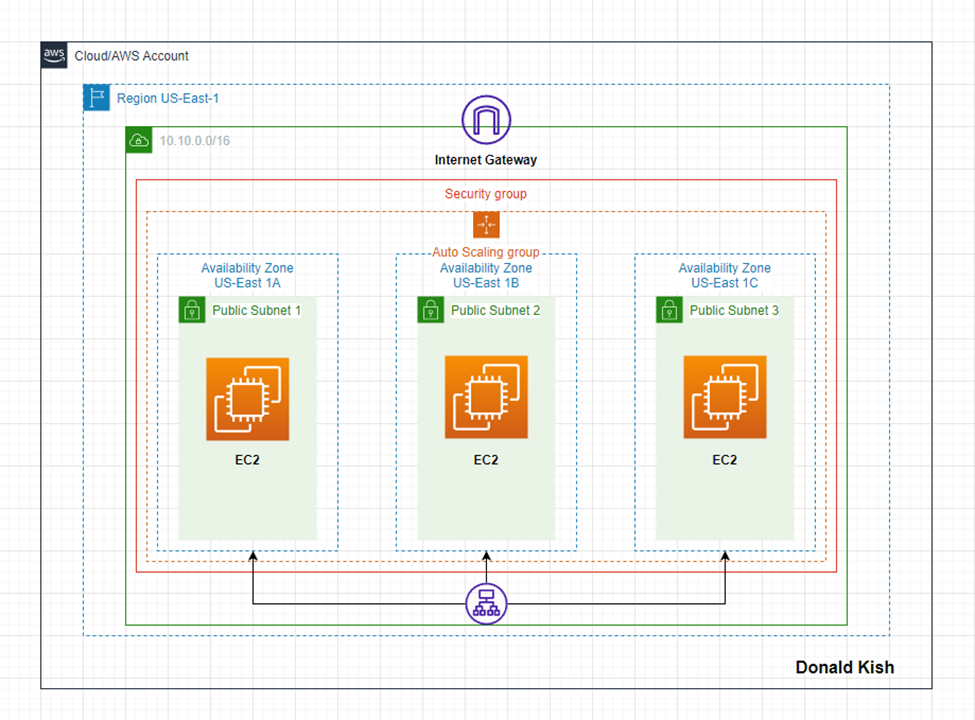 aws
Cloud/AWS Account
Region US-East-1
10.10.0.0/16
Internet Gateway
Security group
Auto Scaling group
Availability Zone
US-East 1A
Availability Zone
US-East 1B
Availability Zone
US-East 1C
Public Subnet 1
Public Subnet 2
Public Subnet 3
EC2
EC2
EC2
Donald Kish